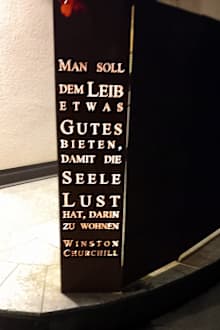 MAN SOLL
DEM LEIB
ETWAS
GUTES
BIETEN,
DAMIT DIE
SEELE
LUST
HAT, DARIN
ZU WOHNEN
WINSTON
CHURCHILL